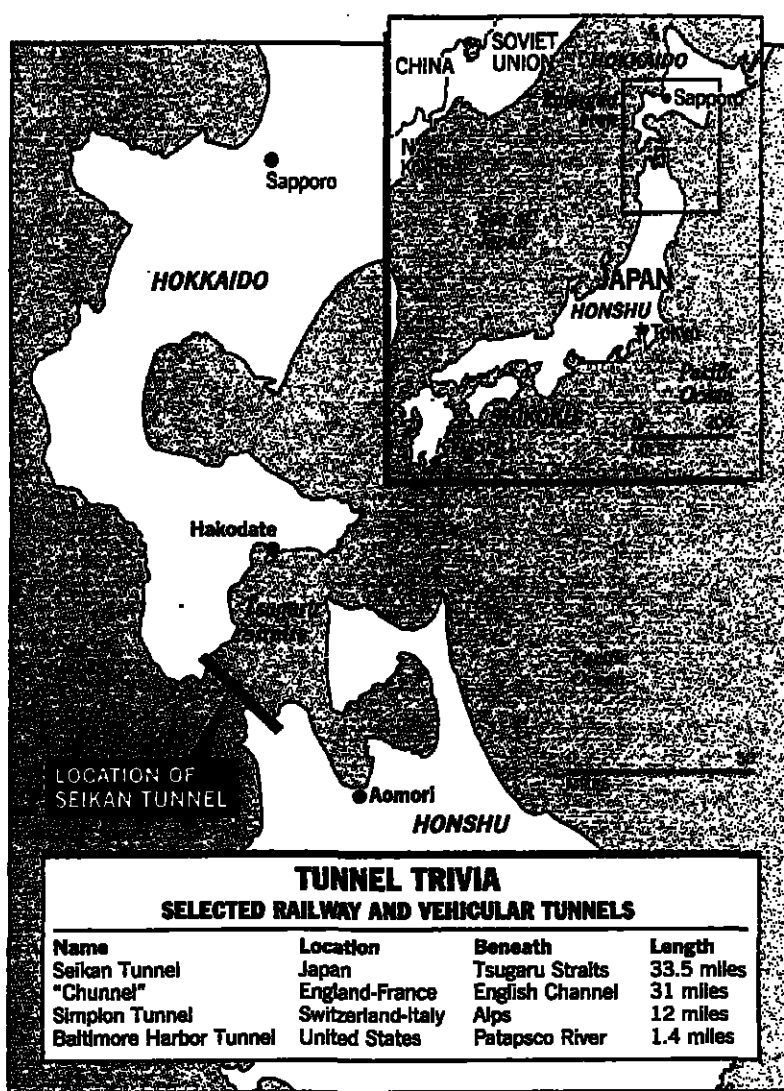 CHINA
SOVIET
UNION
HOKKAIDO
Sapporo
JAPAN
HONSHU
Tokyo
Pacific
Ocean
Sapporo
HOKKAIDO
Hakodate
LOCATION OF
SEIKAN TUNNEL
Aomori
HONSHU
TUNNEL TRIVIA
SELECTED RAILWAY AND VEHICULAR TUNNELS
Name Location Beneath Length
Seikan Tunnel Japan Tsugaru Straits 33.5 miles
"Chunnel" England-France English Channel 31 miles
Simplon Tunnel Switzerland-Italy Alps 12 miles
Baltimore Harbor Tunnel United States Patapsco River 1.4 miles